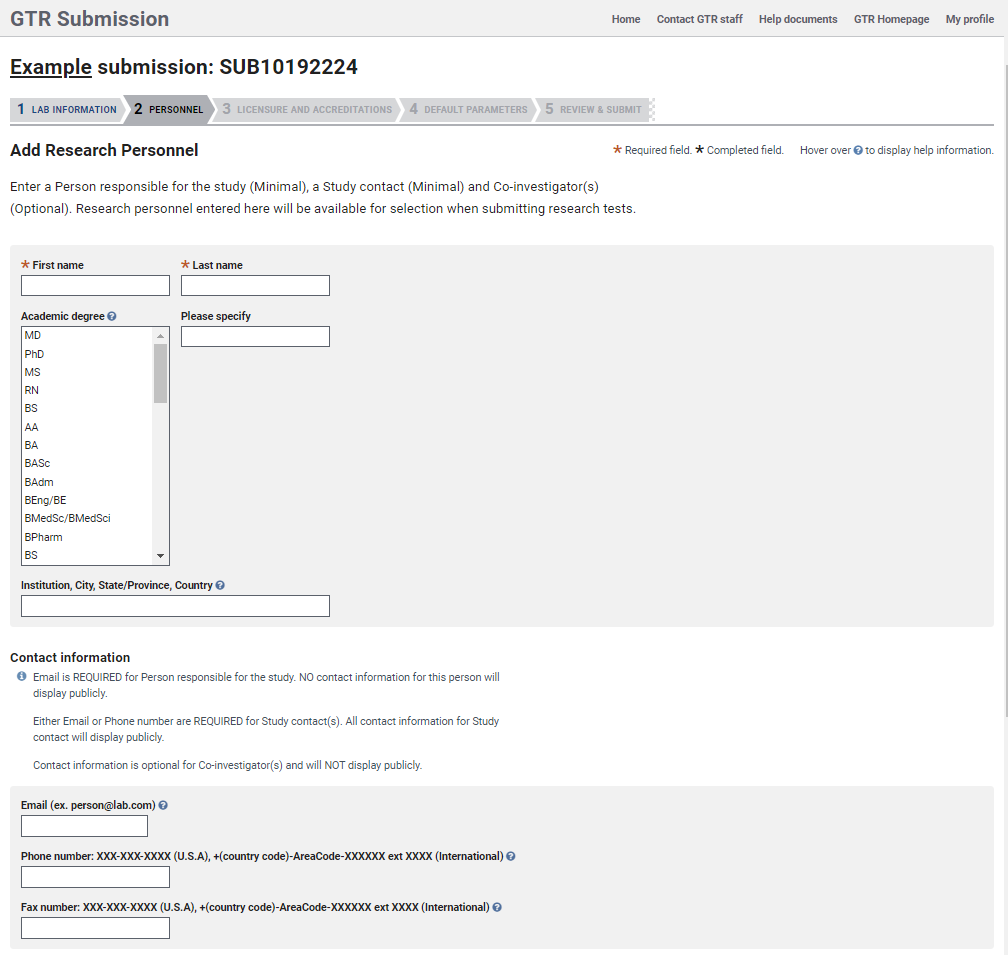 GTR Submission
Home Contact GTR staff Help documents GTR Homepage My profile
Example submission: SUB10192224
1 LAB INFORMATION 2 PERSONNEL 3 LICENSURE AND ACCREDITATIONS 4 DEFAULT PARAMETERS 5 REVIEW & SUBMIT
Add Research Personnel
* Required field. * Completed field. Hover over ? to display help information.
Enter a Person responsible for the study (Minimal), a Study contact (Minimal) and Co-investigator(s)
(Optional). Research personnel entered here will be available for selection when submitting research tests.
* First name * Last name
Academic degree ? Please specify
MD
PhD
MS
RN
BS
AA
BA
BASc
BAdm
BEng/BE
BMedSc/BMedSci
BPharm
BS
Institution, City, State/Province, Country ?
Contact information
i Email is REQUIRED for Person responsible for the study. NO contact information for this person will
display publicly.
Either Email or Phone number are REQUIRED for Study contact(s). All contact information for Study
contact will display publicly.
Contact information is optional for Co-investigator(s) and will NOT display publicly.
Email (ex. person@lab.com) ?
Phone number: XXX-XXX-XXXX (U.S.A), +(country code)-AreaCode-XXXXXX ext XXXX (International) ?
Fax number: XXX-XXX-XXXX (U.S.A), +(country code)-AreaCode-XXXXXX ext XXXX (International) ?